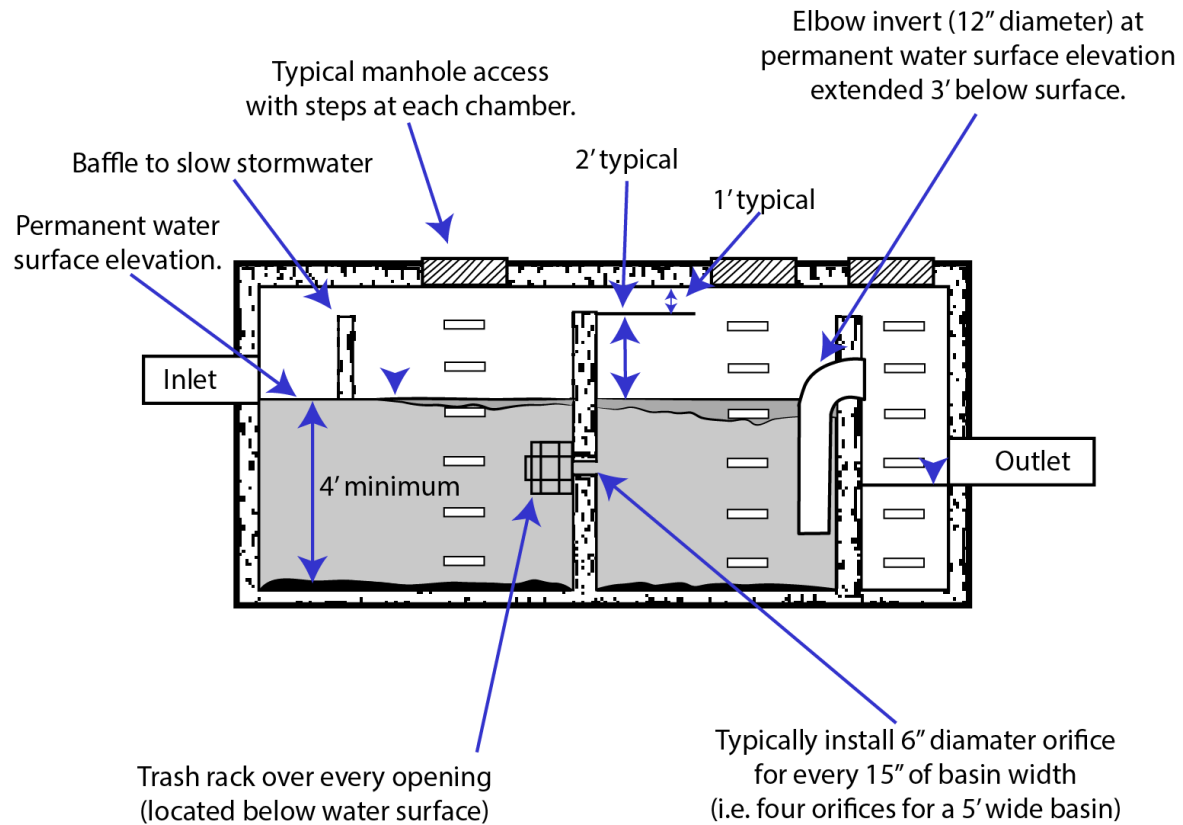 Elbow invert (12” diameter) at
permanent water surface elevation
extended 3’ below surface.
Typical manhole access
with steps at each chamber.
2’ typical
Baffle to slow stormwater
1’ typical
Permanent water
surface elevation.
Inlet
Outlet
4’ minimum
Typically install 6” diamater orifice
for every 15” of basin width
(i.e. four orifices for a 5’ wide basin)
Trash rack over every opening
(located below water surface)